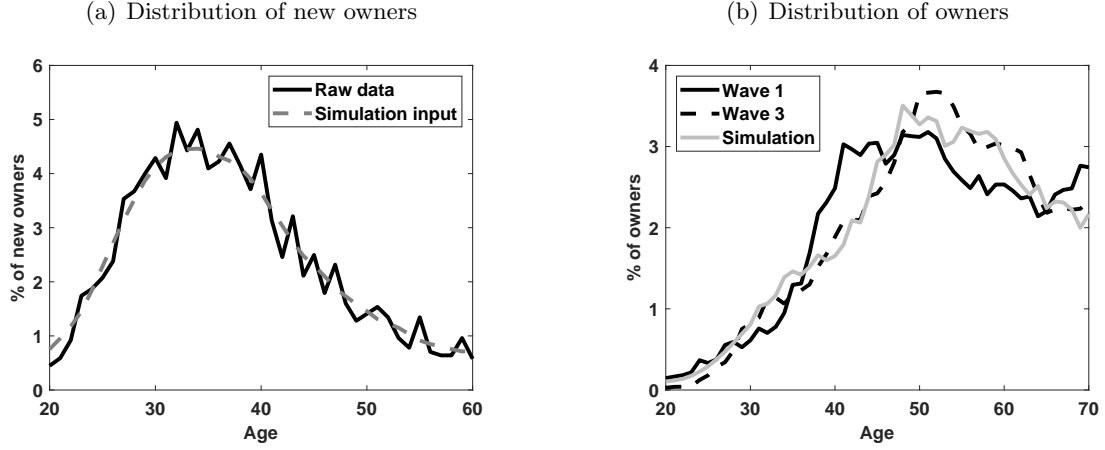 (a) Distribution of new owners
6
5
4
3
2
1
0
20 30 40 50 60
% of new owners
Age
Raw data
Simulation input
(b) Distribution of owners
4
3
2
1
0
20 30 40 50 60 70
% of owners
Age
Wave 1
Wave 3
Simulation